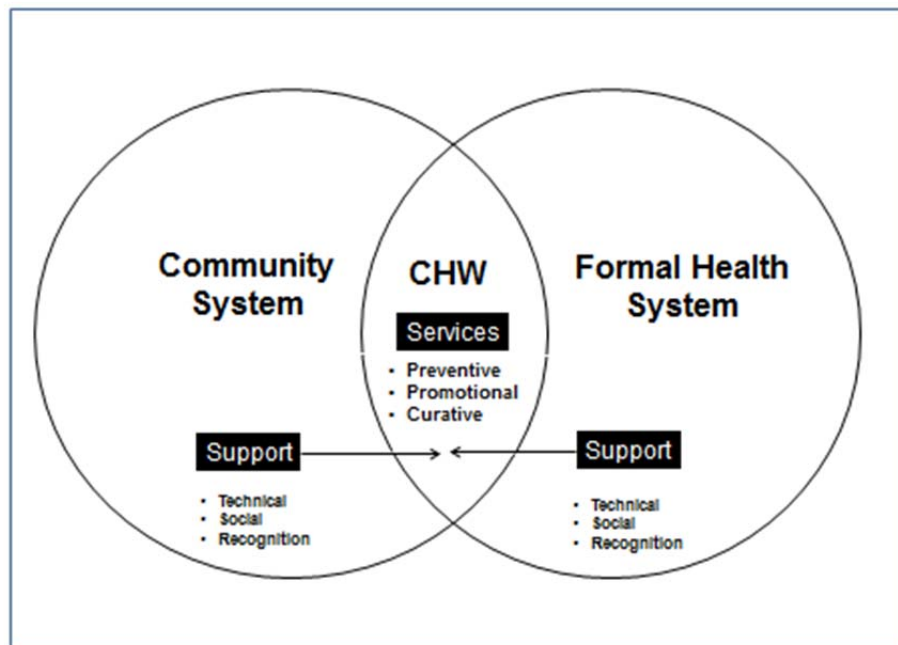 Community
System
CHW
Formal Health
System
Services
• Preventive
• Promotional
• Curative
Support
• Technical
• Social
• Recognition
Support
• Technical
• Social
• Recognition